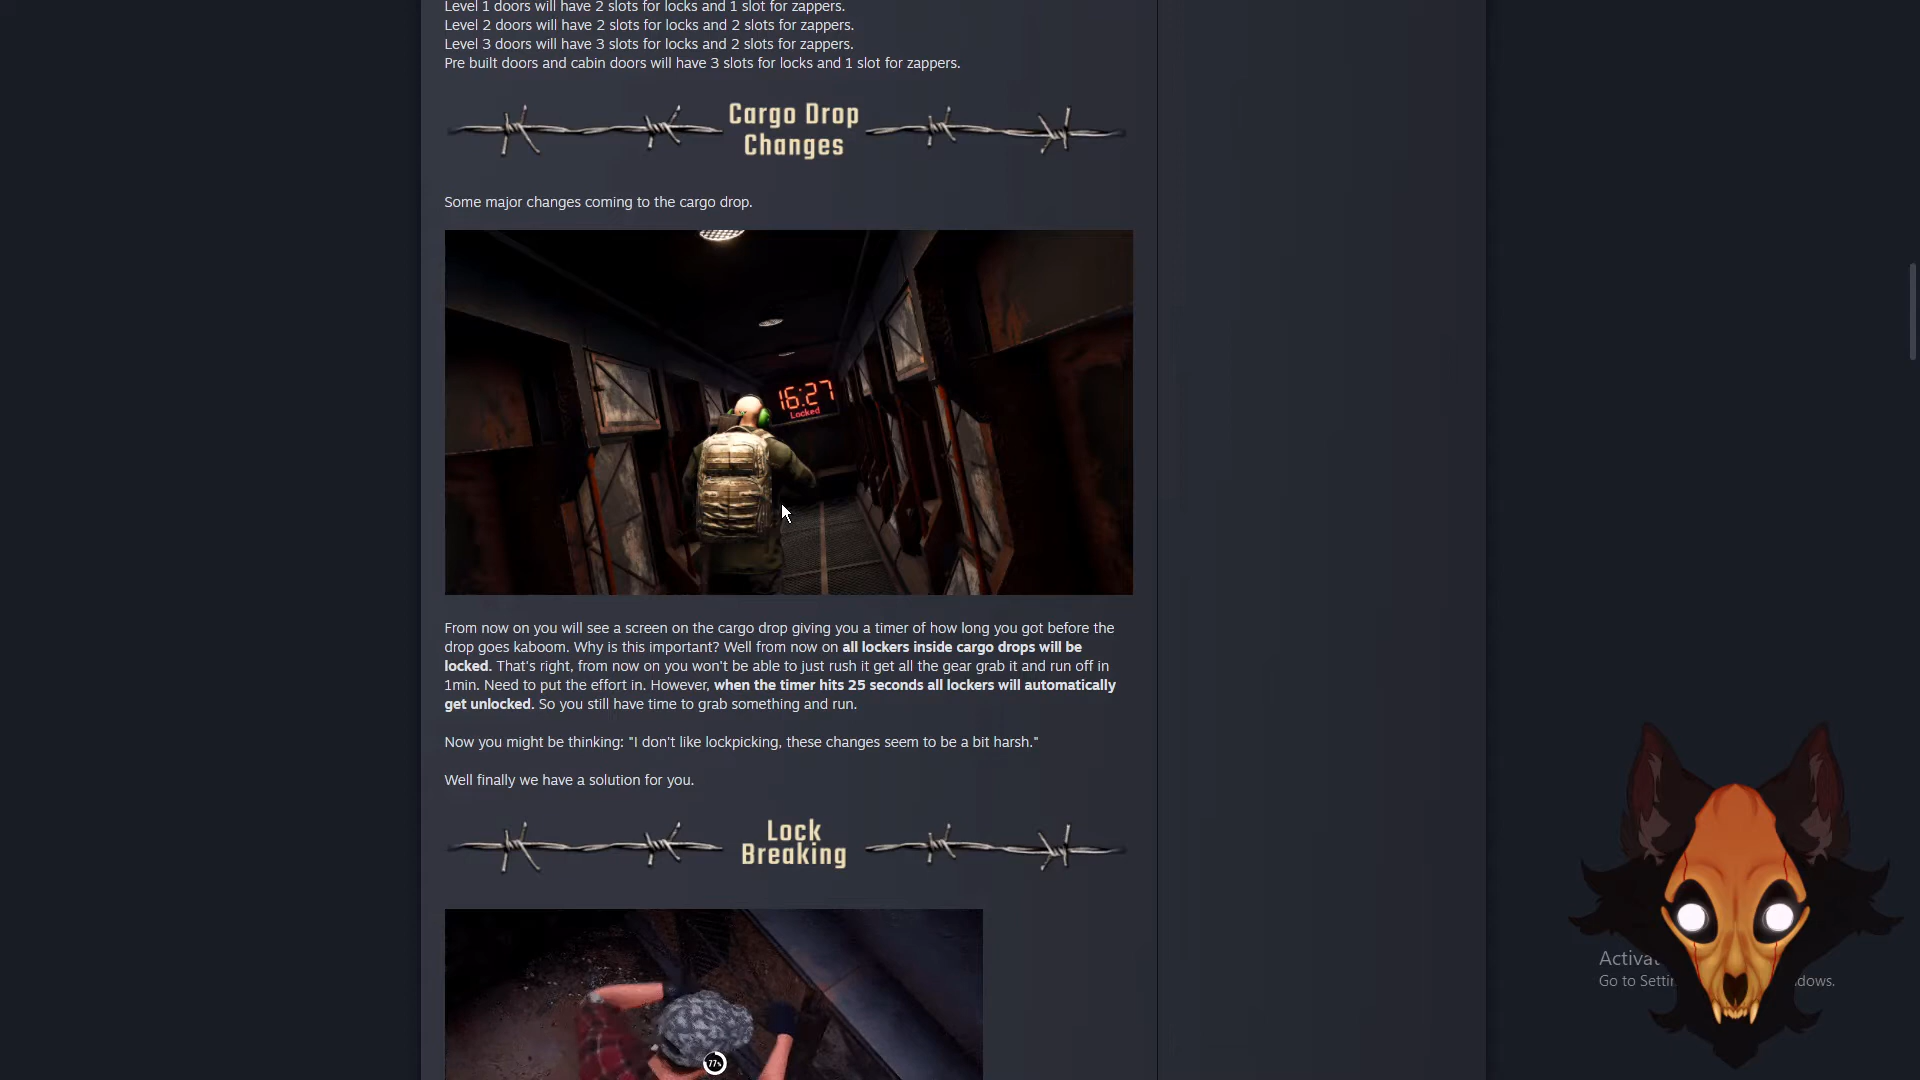 Level 1 doors will have 2 slots for locks and 1 slot for zappers.
Level 2 doors will have 2 slots for locks and 2 slots for zappers.
Level 3 doors will have 3 slots for locks and 2 slots for zappers.
Pre built doors and cabin doors will have 3 slots for locks and 1 slot for zappers.
Cargo Drop
Changes
Some major changes coming to the cargo drop.
16:27
Locked
From now on you will see a screen on the cargo drop giving you a timer of how long you got before the
drop goes kaboom. Why is this important? Well from now on all lockers inside cargo drops will be
locked. That's right, from now on you won't be able to just rush it get all the gear grab it and run off in
1min. Need to put the effort in. However, when the timer hits 25 seconds all lockers will automatically
get unlocked. So you still have time to grab something and run.
Now you might be thinking: "I don't like lockpicking, these changes seem to be a bit harsh."
Well finally we have a solution for you.
Lock
Breaking
77%
Activat
Go to Settin dows.